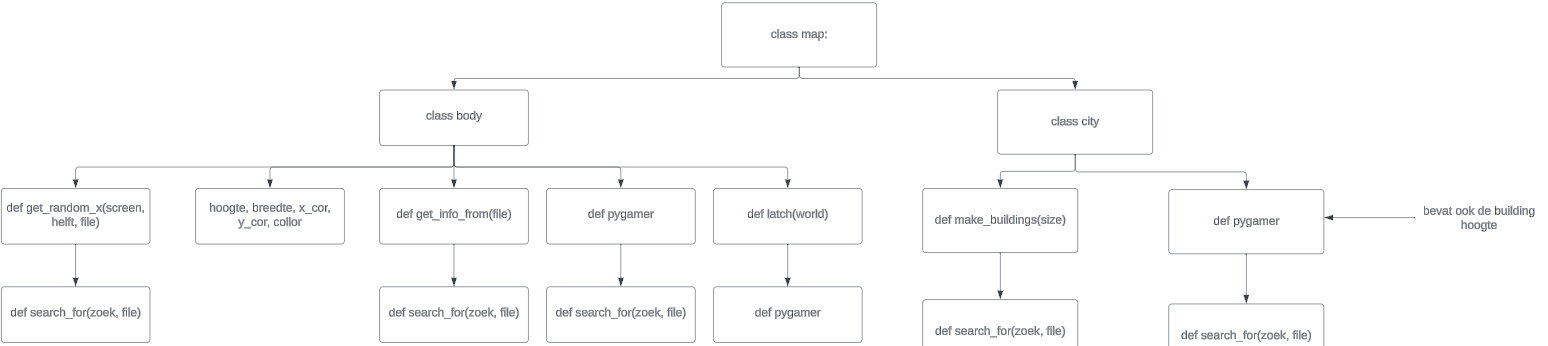 class map:
class body
class city
def get_random_x(screen,
helft, file)
hoogte, breedte, x_cor,
y_cor, collor
def get_info_from(file)
def pygamer
def latch(world)
def make_buildings(size)
def pygamer
bevat ook de building
hoogte
def search_for(zoek, file)
def search_for(zoek, file)
def search_for(zoek, file)
def pygamer
def search_for(zoek, file)
def search_for(zoek, file)